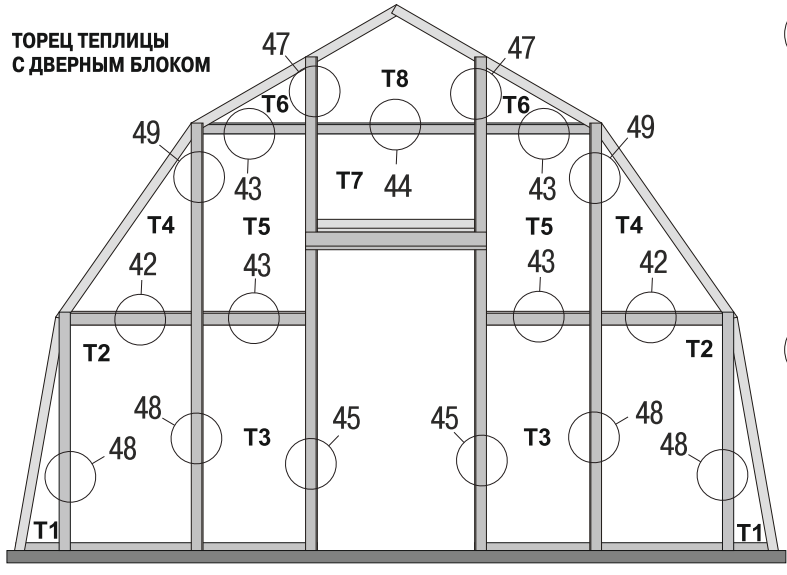 ТОРЕЦ ТЕПЛИЦЫ
С ДВЕРНЫМ БЛОКОМ
47
47
T8
T6
T6
49
49
43
44
43
T7
T4
T5
T5
T4
42
43
43
42
T2
T2
48
T3
45
45
T3
48
48
48
T1
T1